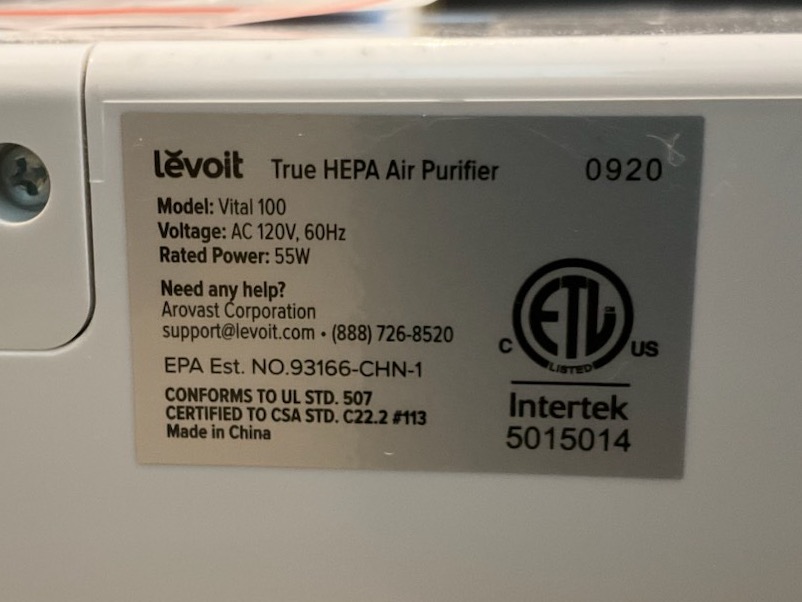 lĕvoit True HEPA Air Purifier 0920
Model: Vital 100
Voltage: AC 120V, 60Hz
Rated Power: 55W
Need any help?
Arovast Corporation
support@levoit.com • (888) 726-8520
EPA Est. NO.93166-CHN-1
CONFORMS TO UL STD. 507
CERTIFIED TO CSA STD. C22.2 #113
Made in China
ETL
CM
C US
LISTED
Intertek
5015014